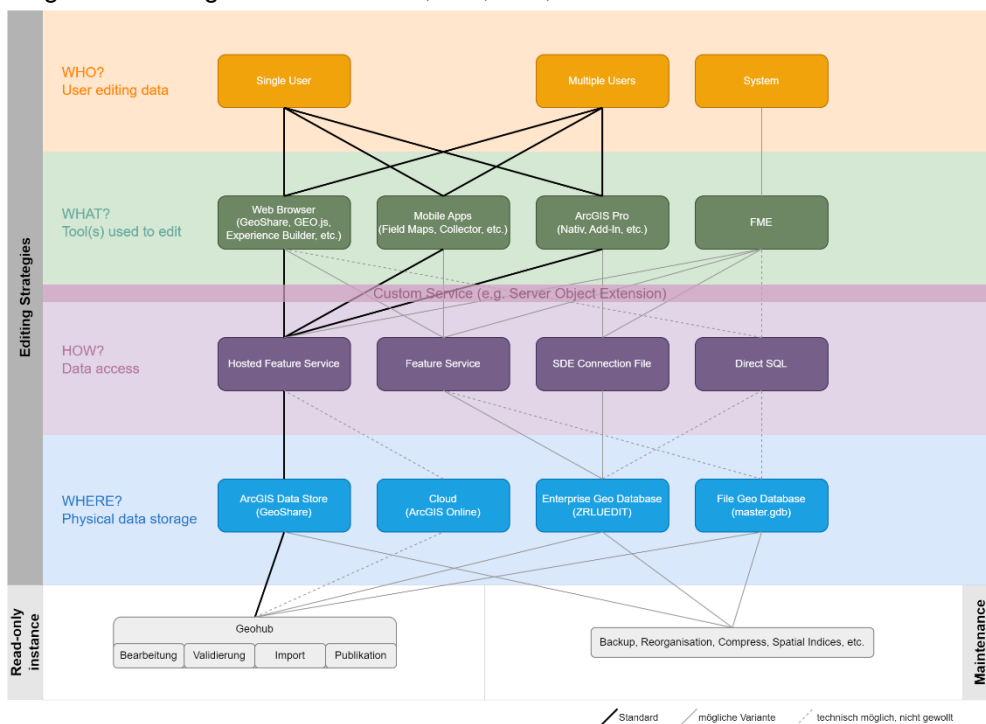 WHO?
User editing data
Single User
Multiple Users
System
WHAT?
Tool(s) used to edit
Web Browser
(GeoShare, GEO.js,
Experience Builder, etc.)
Mobile Apps
(Field Maps, Collector, etc.)
ArcGIS Pro
(Nativ, Add-In, etc.)
FME
Custom Service (e.g. Server Object Extension)
Editing Strategies
HOW?
Data access
Hosted Feature Service
Feature Service
SDE Connection File
Direct SQL
WHERE?
Physical data storage
ArcGIS Data Store
(GeoShare)
Cloud
(ArcGIS Online)
Enterprise Geo Database
(ZRLUEDIT)
File Geo Database
(master.gdb)
Read-only
instance
Geohub
Bearbeitung
Validierung
Import
Publikation
Backup, Reorganisation, Compress, Spatial Indices, etc.
Maintenance
Standard
mögliche Variante
technisch möglich, nicht gewollt